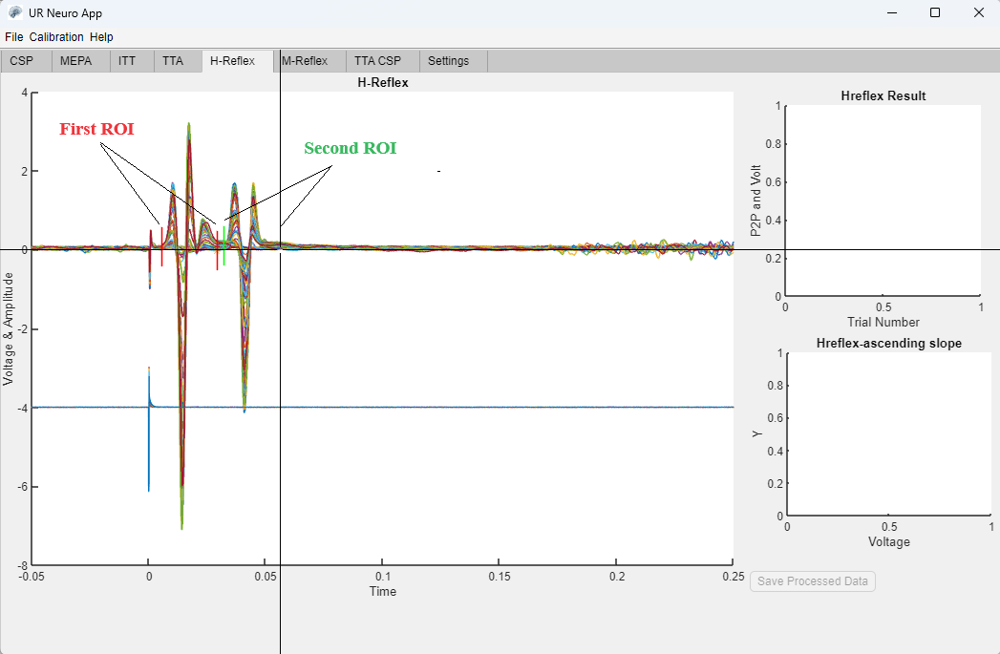 UR Neuro App
File Calibration Help
CSP MEPA ITT TTA H-Reflex M-Reflex TTA CSP Settings
H-Reflex
First ROI
Second ROI
Voltage & Amplitude
4
2
0
-2
-4
-6
-8
-0.05 0 0.05 0.1 0.15 0.2 0.25
Time
Hreflex Result
P2P and Volt
1
0.8
0.6
0.4
0.2
0
0 0.5 1
Trial Number
Hreflex-ascending slope
Y
1
0.8
0.6
0.4
0.2
0
0 0.5 1
Voltage
Save Processed Data